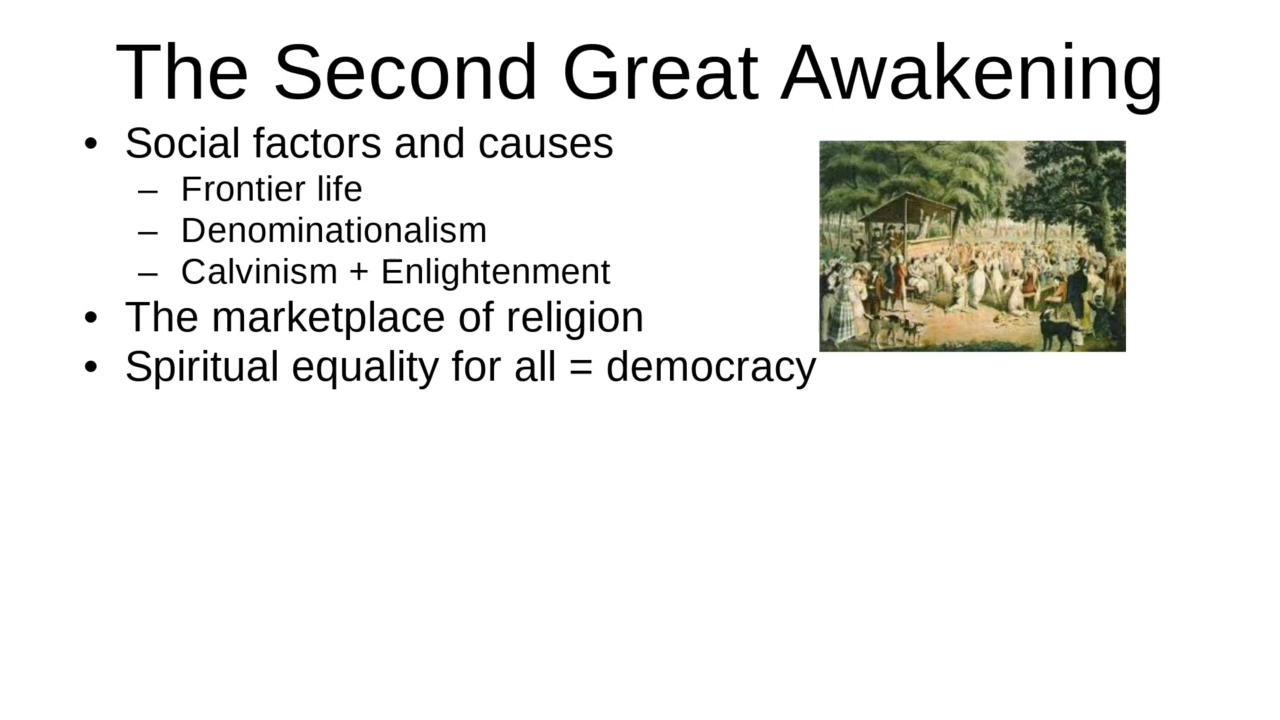 The Second Great Awakening
• Social factors and causes
– Frontier life
– Denominationalism
– Calvinism + Enlightenment
• The marketplace of religion
• Spiritual equality for all = democracy